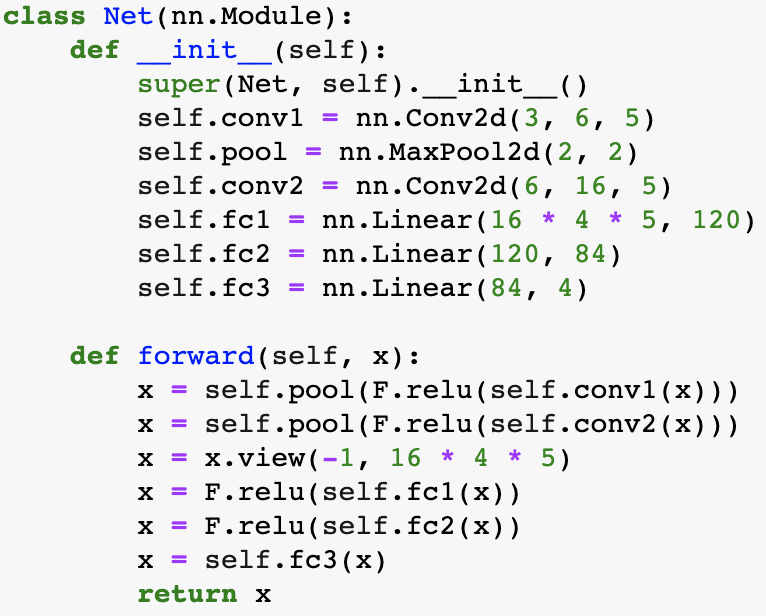 class Net(nn.Module):
    def __init__(self):
        super(Net, self).__init__()
        self.conv1 = nn.Conv2d(3, 6, 5)
        self.pool = nn.MaxPool2d(2, 2)
        self.conv2 = nn.Conv2d(6, 16, 5)
        self.fc1 = nn.Linear(16 * 4 * 5, 120)
        self.fc2 = nn.Linear(120, 84)
        self.fc3 = nn.Linear(84, 4)

    def forward(self, x):
        x = self.pool(F.relu(self.conv1(x)))
        x = self.pool(F.relu(self.conv2(x)))
        x = x.view(-1, 16 * 4 * 5)
        x = F.relu(self.fc1(x))
        x = F.relu(self.fc2(x))
        x = self.fc3(x)
        return x